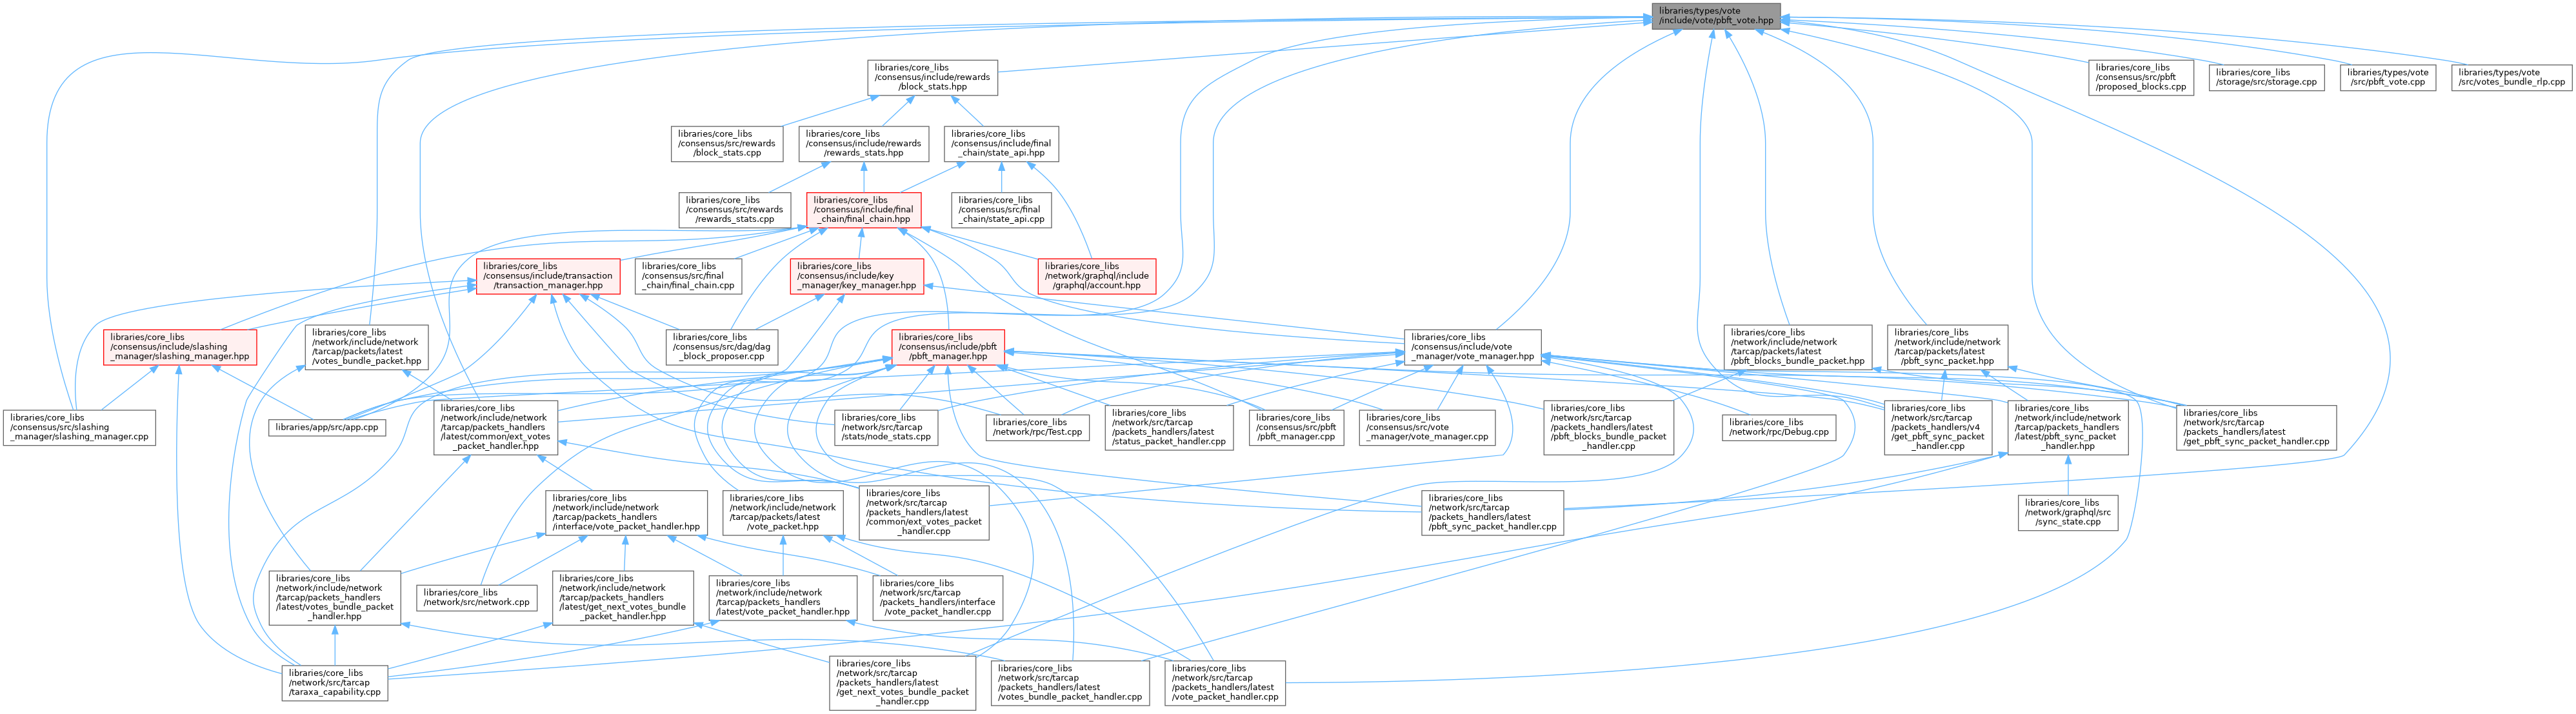 libraries/types/vote
/include/vote/pbft_vote.hpp
libraries/core_libs
/consensus/include/rewards
/block_stats.hpp
libraries/core_libs
/consensus/src/pbft
/proposed_blocks.cpp
libraries/core_libs
/storage/src/storage.cpp
libraries/types/vote
/src/pbft_vote.cpp
libraries/types/vote
/src/votes_bundle_rlp.cpp
libraries/core_libs
/consensus/src/rewards
/block_stats.cpp
libraries/core_libs
/consensus/include/rewards
/rewards_stats.hpp
libraries/core_libs
/consensus/include/final
_chain/state_api.hpp
libraries/core_libs
/consensus/src/rewards
/rewards_stats.cpp
libraries/core_libs
/consensus/include/final
_chain/final_chain.hpp
libraries/core_libs
/consensus/src/final
_chain/state_api.cpp
libraries/core_libs
/consensus/include/transaction
/transaction_manager.hpp
libraries/core_libs
/consensus/src/final
_chain/final_chain.cpp
libraries/core_libs
/consensus/include/key
_manager/key_manager.hpp
libraries/core_libs
/network/graphql/include
/graphql/account.hpp
libraries/core_libs
/consensus/include/slashing
_manager/slashing_manager.hpp
libraries/core_libs
/network/include/network
/tarcap/packets/latest
/votes_bundle_packet.hpp
libraries/core_libs
/consensus/src/dag/dag
_block_proposer.cpp
libraries/core_libs
/consensus/include/pbft
/pbft_manager.hpp
libraries/core_libs
/consensus/include/vote
_manager/vote_manager.hpp
libraries/core_libs
/network/include/network
/tarcap/packets/latest
/pbft_blocks_bundle_packet.hpp
libraries/core_libs
/network/include/network
/tarcap/packets/latest
/pbft_sync_packet.hpp
libraries/core_libs
/consensus/src/slashing
_manager/slashing_manager.cpp
libraries/app/src/app.cpp
libraries/core_libs
/network/include/network
/tarcap/packets_handlers
/latest/common/ext_votes
_packet_handler.hpp
libraries/core_libs
/network/src/tarcap
/stats/node_stats.cpp
libraries/core_libs
/network/rpc/Test.cpp
libraries/core_libs
/network/src/tarcap
/packets_handlers/latest
/status_packet_handler.cpp
libraries/core_libs
/consensus/src/pbft
/pbft_manager.cpp
libraries/core_libs
/consensus/src/vote
_manager/vote_manager.cpp
libraries/core_libs
/network/src/tarcap
/packets_handlers/latest
/pbft_blocks_bundle_packet
_handler.cpp
libraries/core_libs
/network/rpc/Debug.cpp
libraries/core_libs
/network/src/tarcap
/packets_handlers/v4
/get_pbft_sync_packet
_handler.cpp
libraries/core_libs
/network/include/network
/tarcap/packets_handlers
/latest/pbft_sync_packet
_handler.hpp
libraries/core_libs
/network/src/tarcap
/packets_handlers/latest
/get_pbft_sync_packet_handler.cpp
libraries/core_libs
/network/include/network
/tarcap/packets_handlers
/interface/vote_packet_handler.hpp
libraries/core_libs
/network/include/network
/tarcap/packets/latest
/vote_packet.hpp
libraries/core_libs
/network/src/tarcap
/packets_handlers/latest
/common/ext_votes_packet
_handler.cpp
libraries/core_libs
/network/src/tarcap
/packets_handlers/latest
/pbft_sync_packet_handler.cpp
libraries/core_libs
/network/graphql/src
/sync_state.cpp
libraries/core_libs
/network/include/network
/tarcap/packets_handlers
/latest/votes_bundle_packet
_handler.hpp
libraries/core_libs
/network/src/network.cpp
libraries/core_libs
/network/include/network
/tarcap/packets_handlers
/latest/get_next_votes_bundle
_packet_handler.hpp
libraries/core_libs
/network/include/network
/tarcap/packets_handlers
/latest/vote_packet_handler.hpp
libraries/core_libs
/network/src/tarcap
/packets_handlers/interface
/vote_packet_handler.cpp
libraries/core_libs
/network/src/tarcap
/taraxa_capability.cpp
libraries/core_libs
/network/src/tarcap
/packets_handlers/latest
/get_next_votes_bundle_packet
_handler.cpp
libraries/core_libs
/network/src/tarcap
/packets_handlers/latest
/votes_bundle_packet_handler.cpp
libraries/core_libs
/network/src/tarcap
/packets_handlers/latest
/vote_packet_handler.cpp